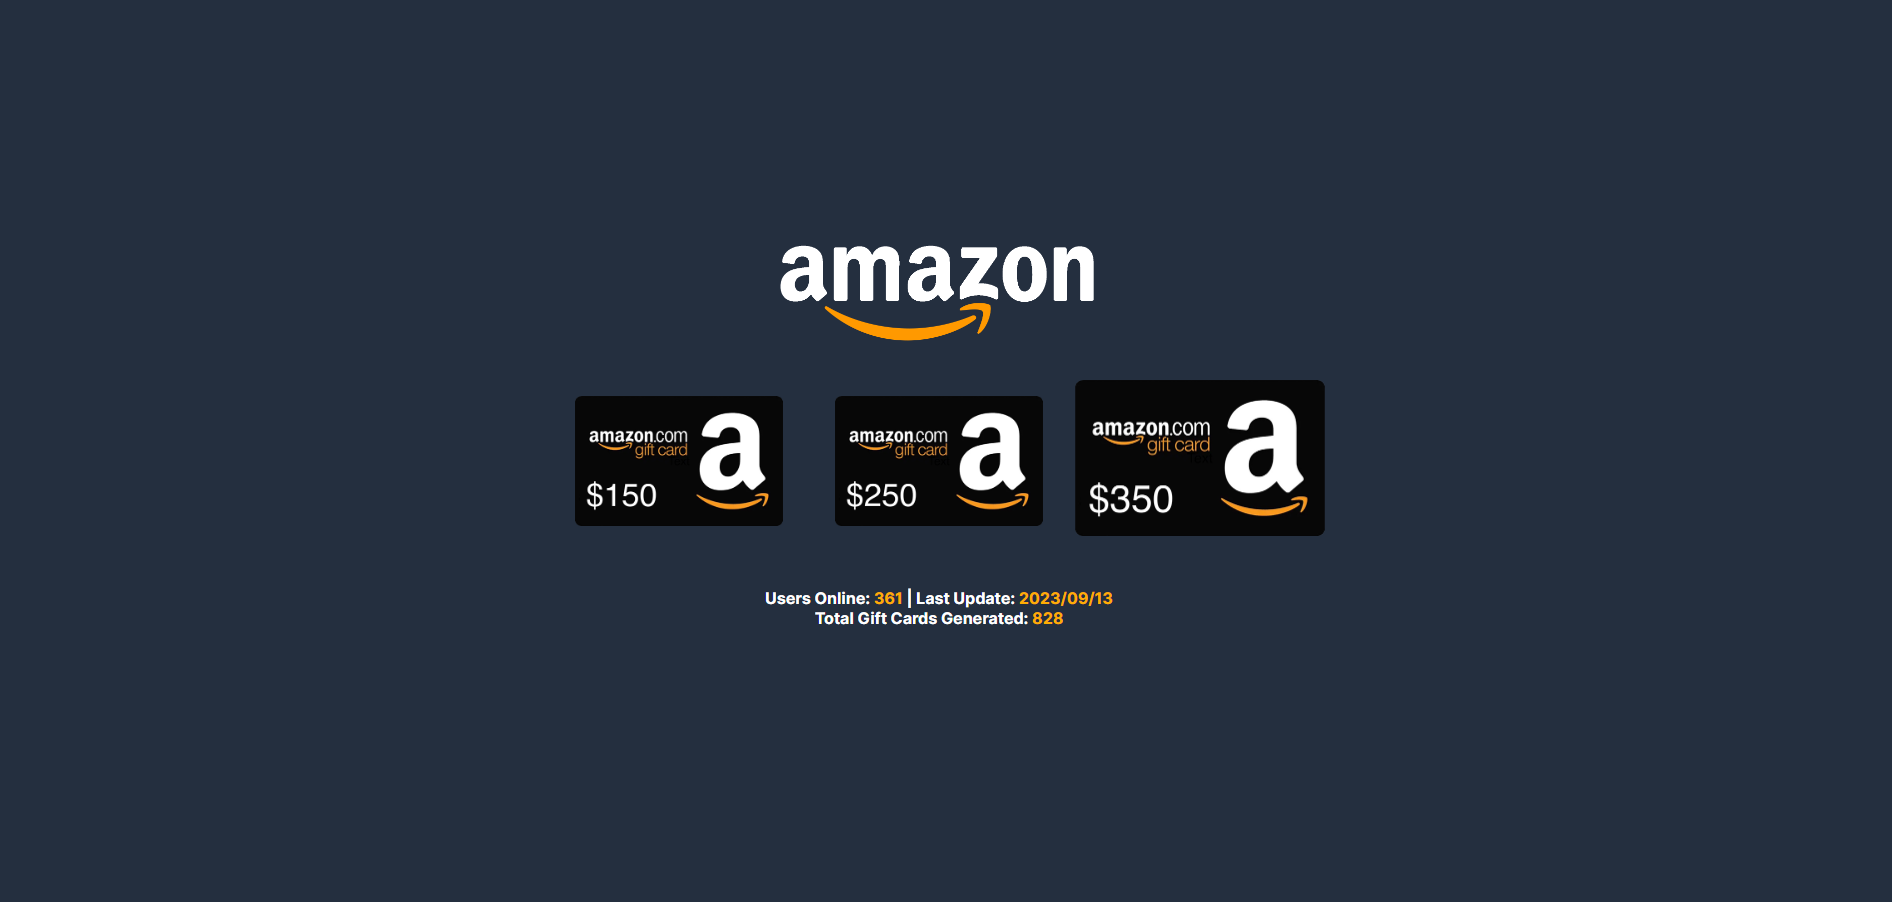 amazon
amazon.com
gift card
$150
a
amazon.com
gift card
$250
a
amazon.com
gift card
$350
a
Users Online: 361 | Last Update: 2023/09/13
Total Gift Cards Generated: 828